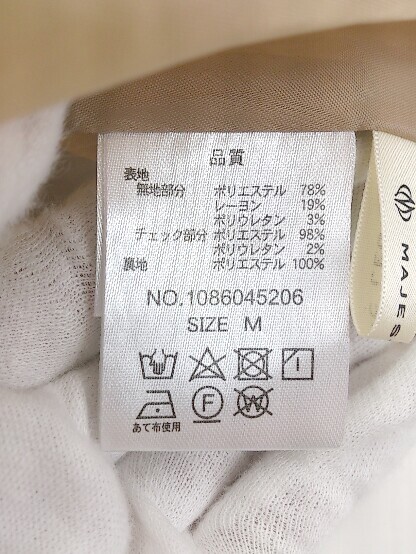 品質
表地
無地部分 ポリエステル 78%
レーヨン 19%
ポリウレタン 3%
チェック部分 ポリエステル 98%
ポリウレタン 2%
裏地 ポリエステル 100%
NO.1086045206
SIZE M
F
W
あて布使用
MAJES